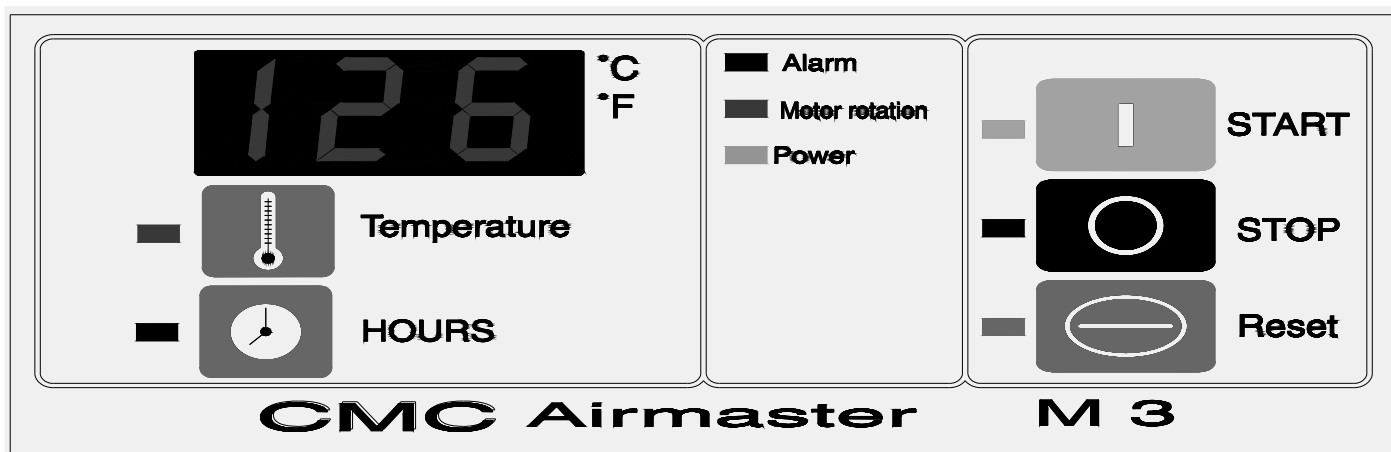 126
°C
°F
Temperature
HOURS
Alarm
Motor rotation
Power
START
STOP
Reset
CMC Airmaster M 3